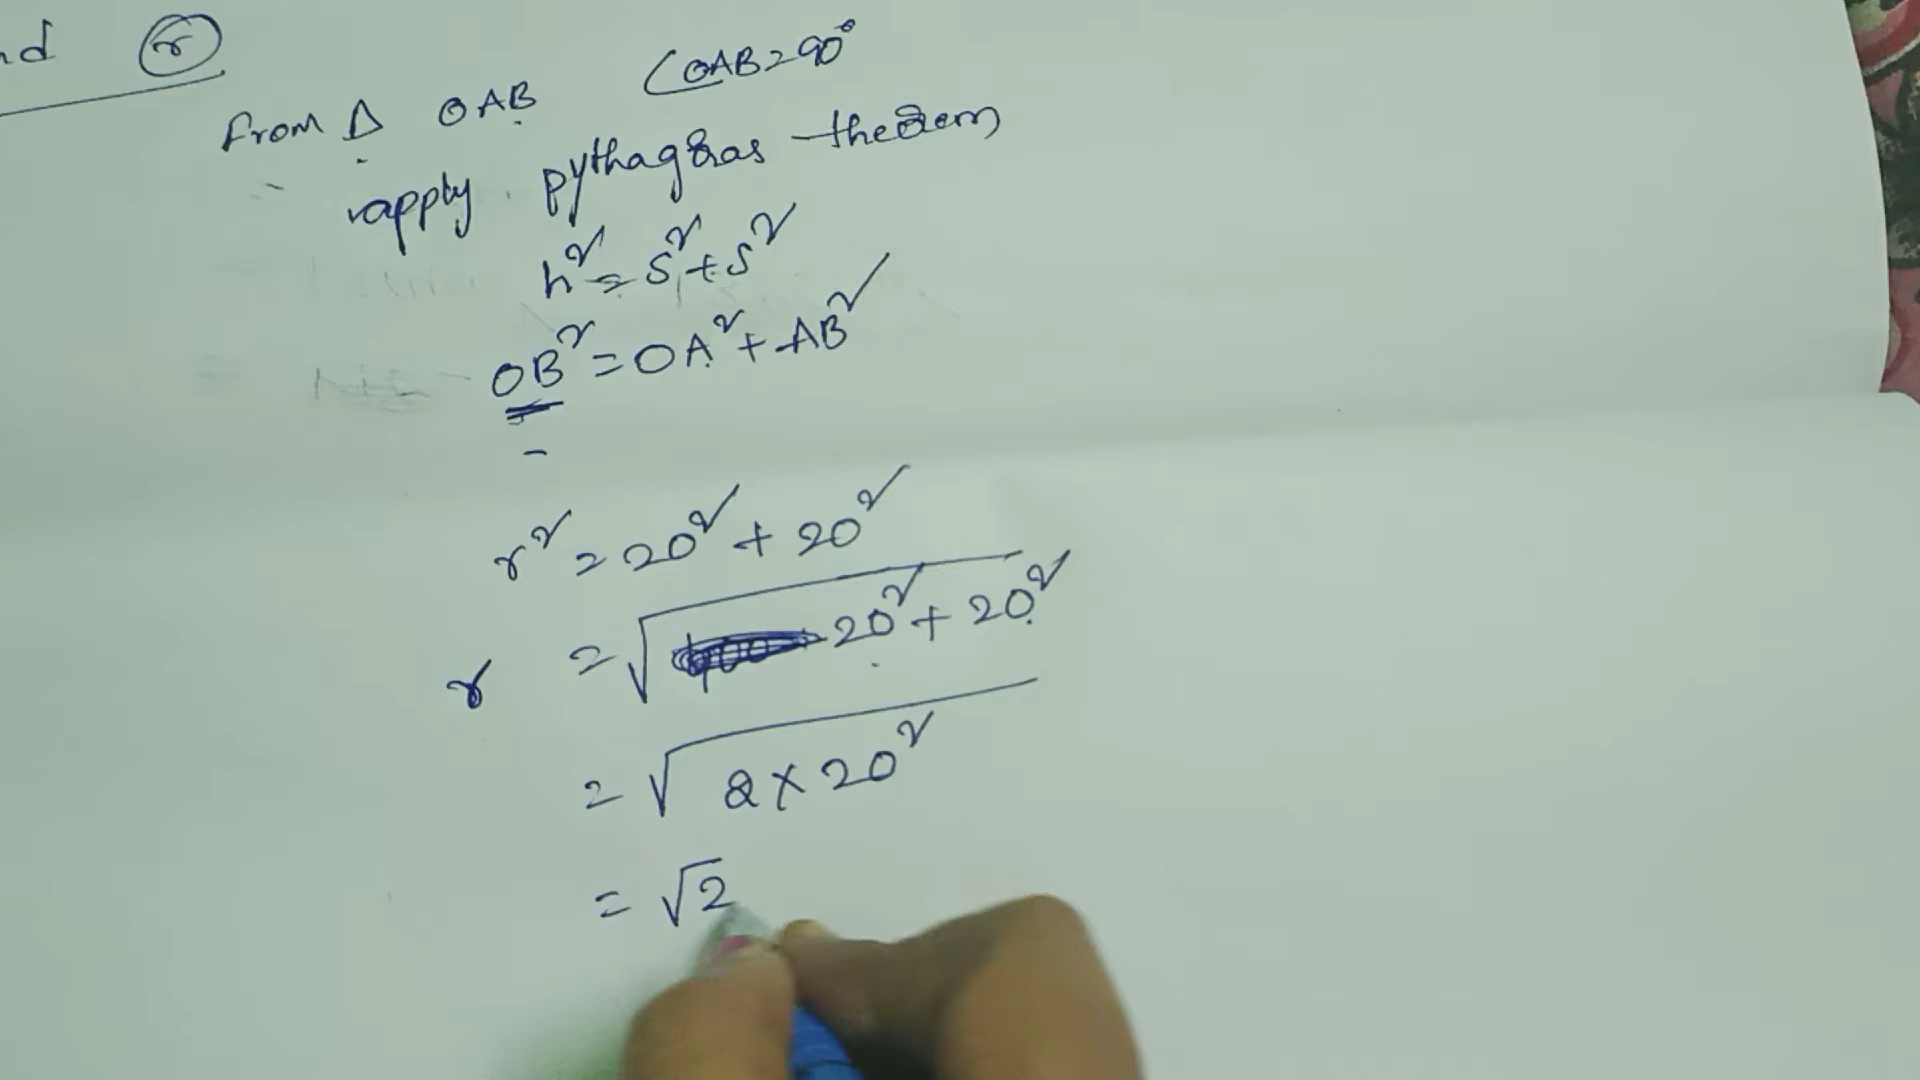 nd r
from Δ OAB ∠OAB = 90°
apply pythagoras theorem
h² = s² + s²
OB² = OA² + AB²
r² = 20² + 20²
r = √20² + 20²
= √2 × 20²
= √2